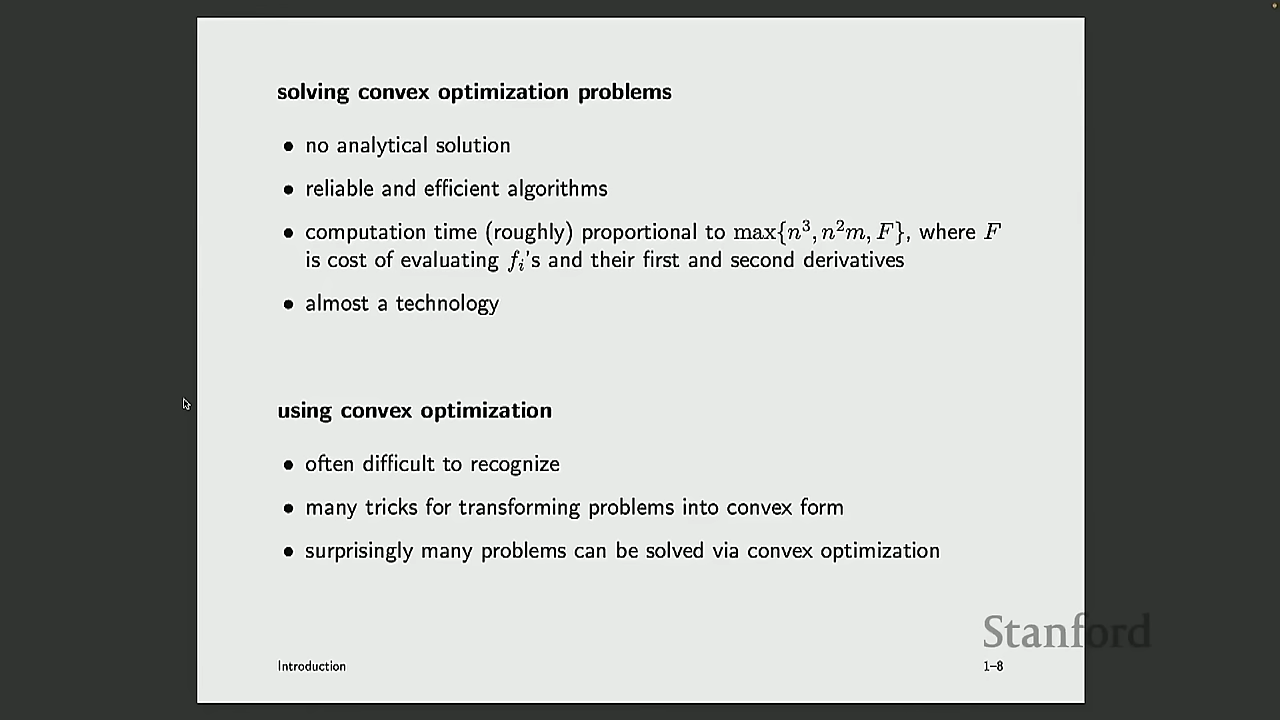 solving convex optimization problems
• no analytical solution
• reliable and efficient algorithms
• computation time (roughly) proportional to max{n³, n²m, F}, where F
is cost of evaluating fᵢ's and their first and second derivatives
• almost a technology
using convex optimization
• often difficult to recognize
• many tricks for transforming problems into convex form
• surprisingly many problems can be solved via convex optimization
Stanford
Introduction 1–8